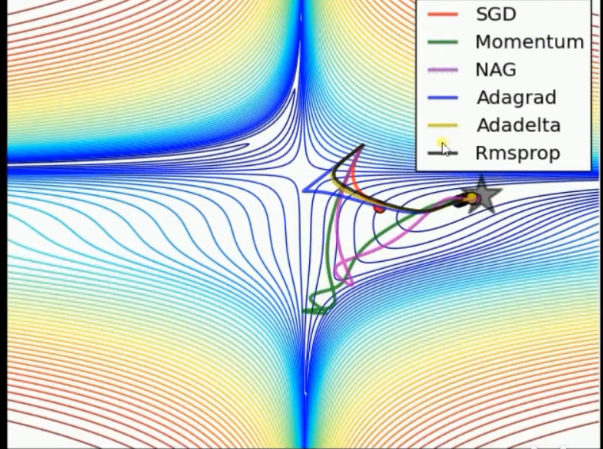 SGD
Momentum
NAG
Adagrad
Adadelta
Rmsprop